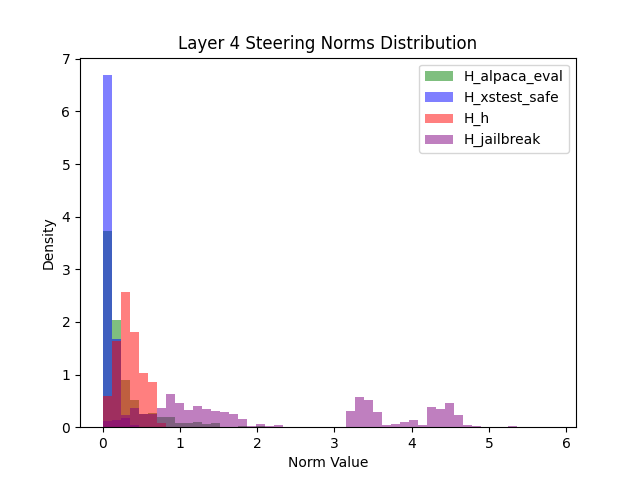 Layer 4 Steering Norms Distribution
H_alpaca_eval
H_xstest_safe
H_h
H_jailbreak
Density
7
6
5
4
3
2
1
0
0 1 2 3 4 5 6
Norm Value